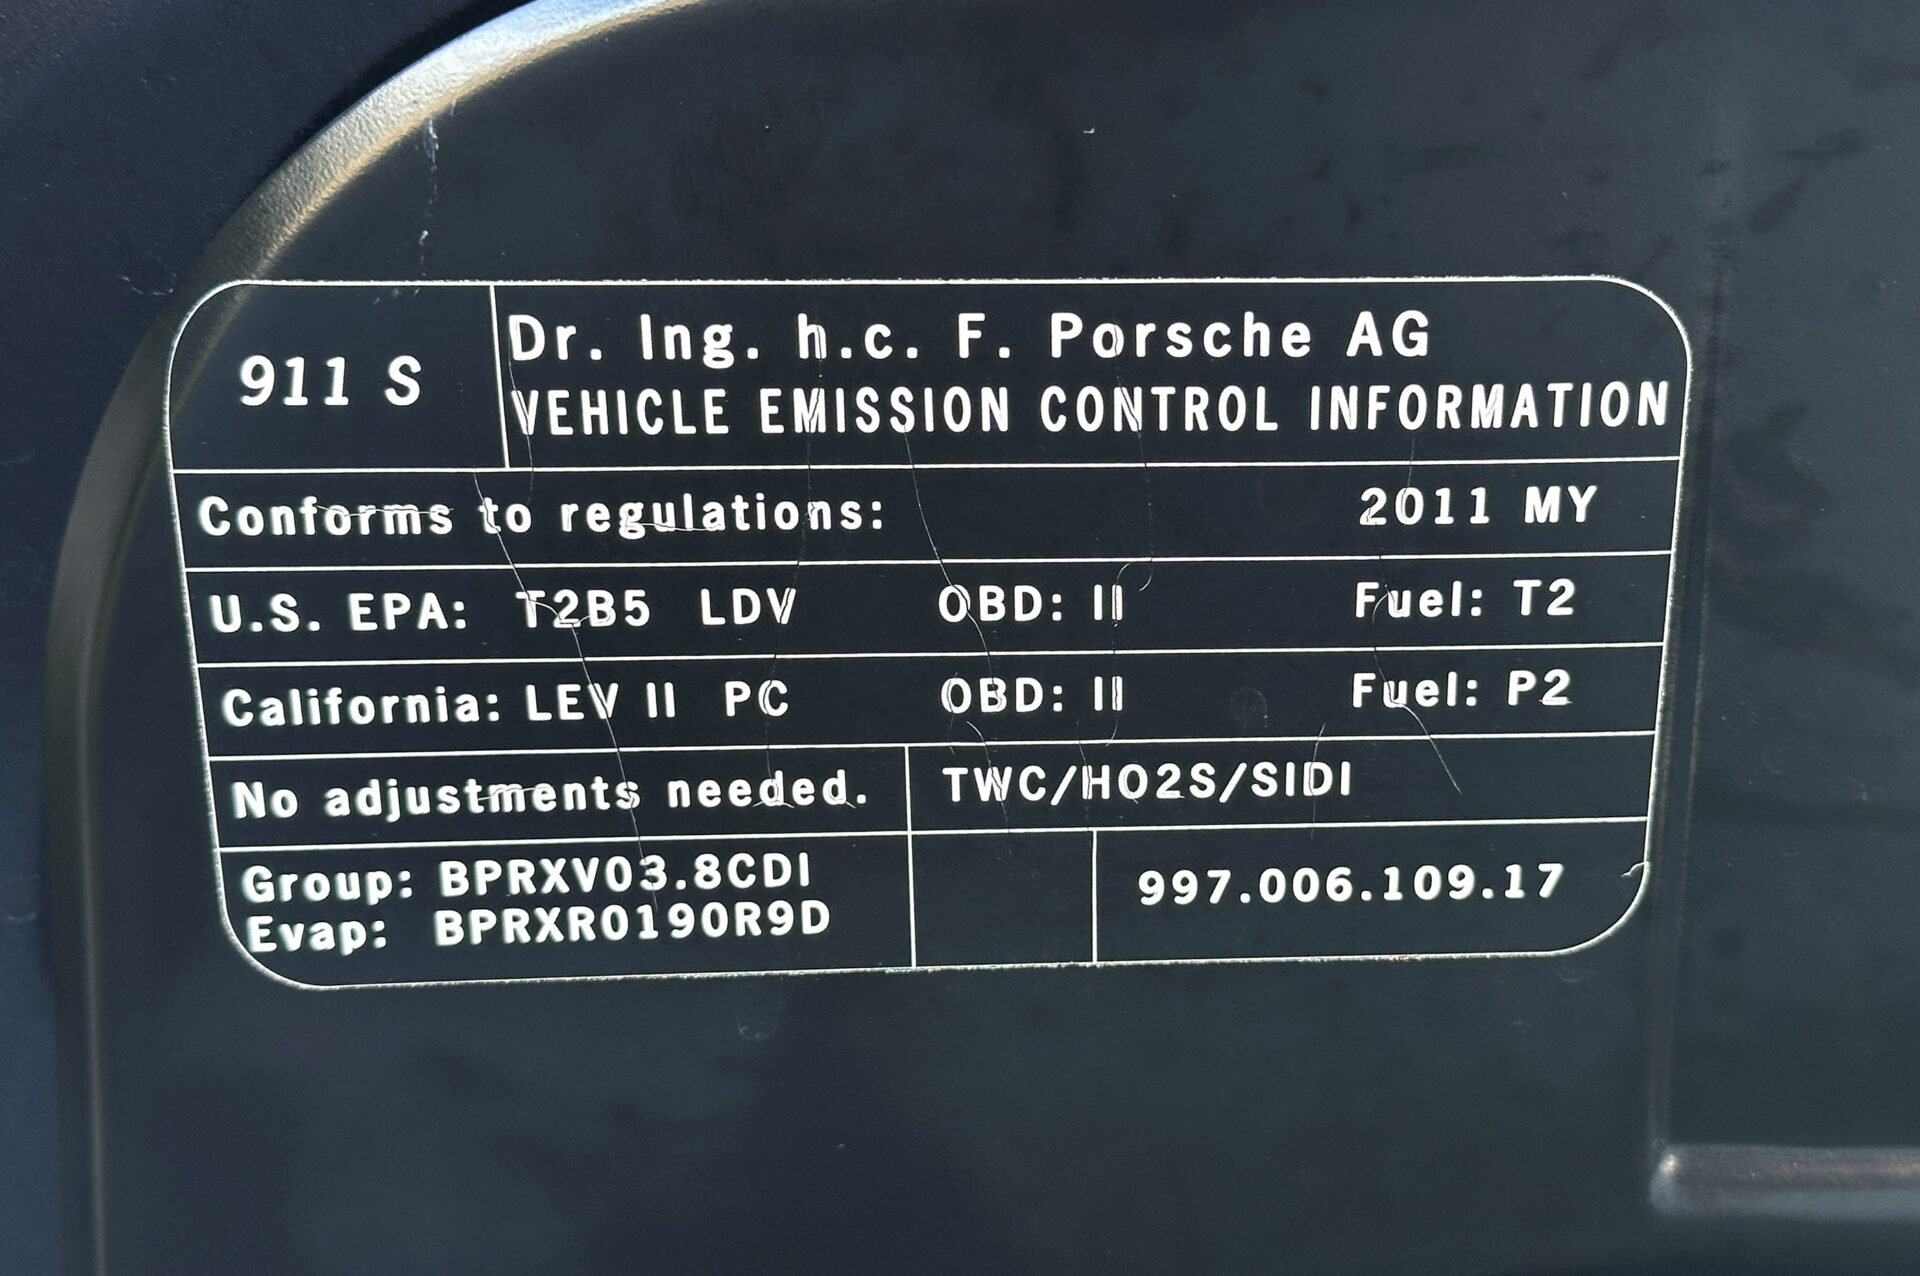 911 S
Dr. Ing. h.c. F. Porsche AG
VEHICLE EMISSION CONTROL INFORMATION
Conforms to regulations: 2011 MY
U.S. EPA: T2B5 LDV OBD: II Fuel: T2
California: LEV II PC OBD: II Fuel: P2
No adjustments needed. TWC/HO2S/SIDI
Group: BPRXV03.8CDI
Evap: BPRXR0190R9D
997.006.109.17